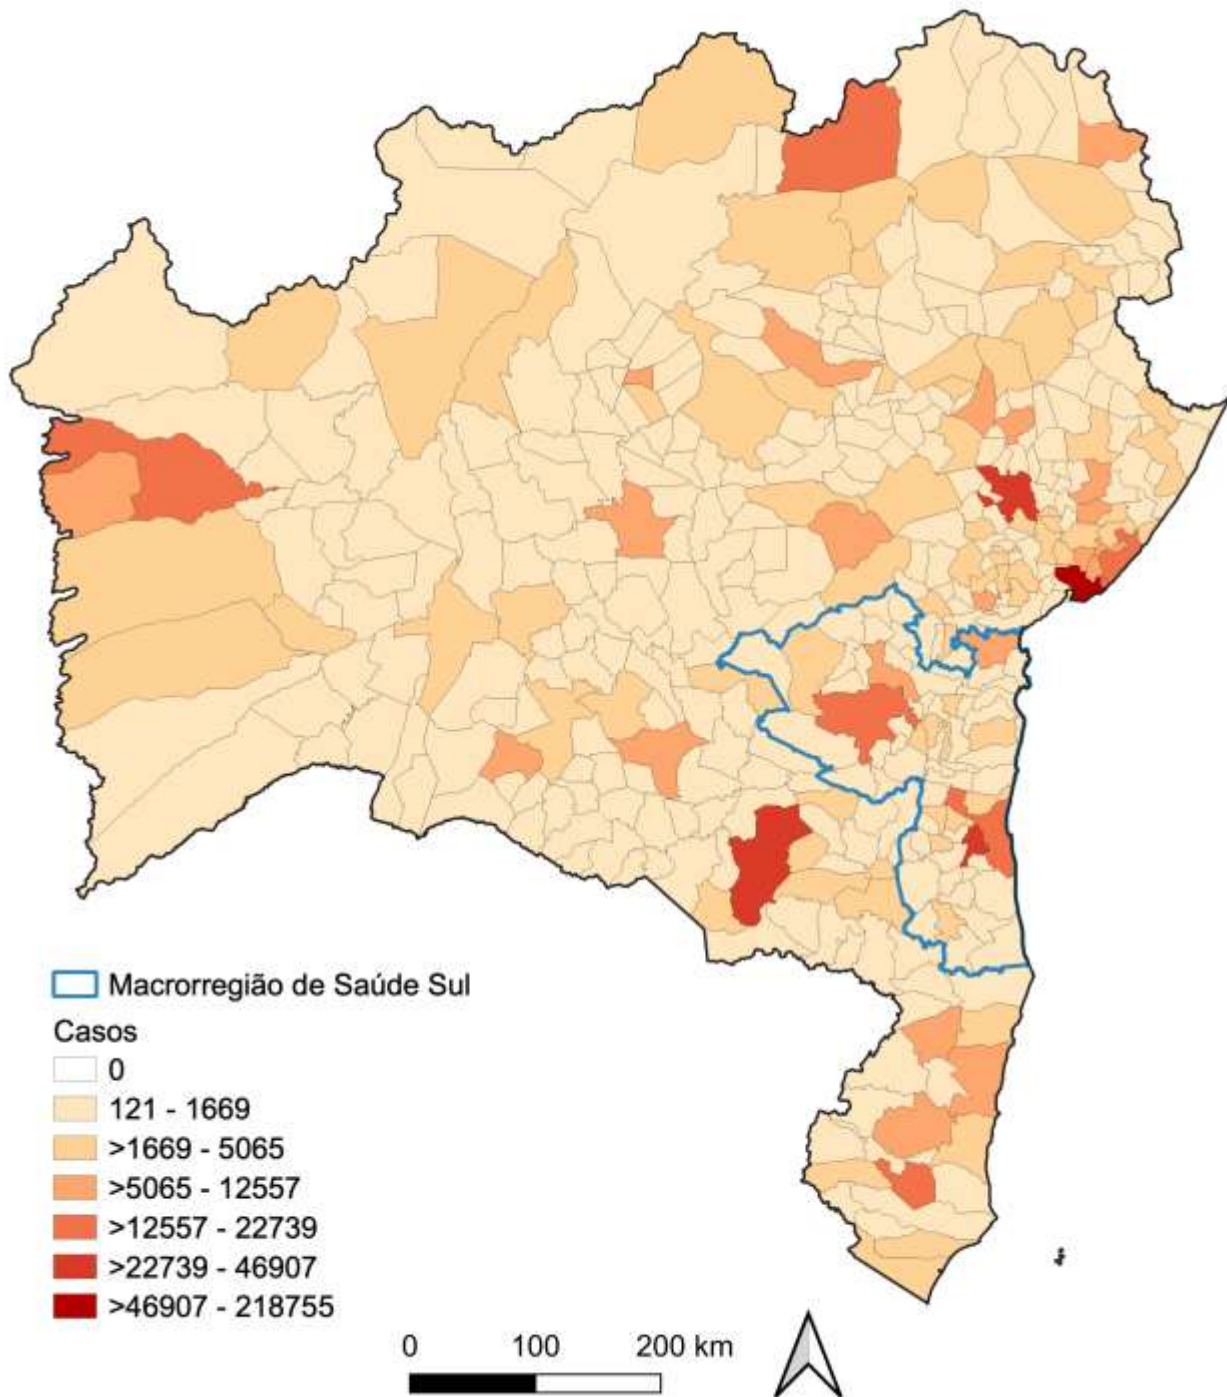 Macrorregião de Saúde Sul
Casos
0
121 - 1669
>1669 - 5065
>5065 - 12557
>12557 - 22739
>22739 - 46907
>46907 - 218755
0 100 200 km